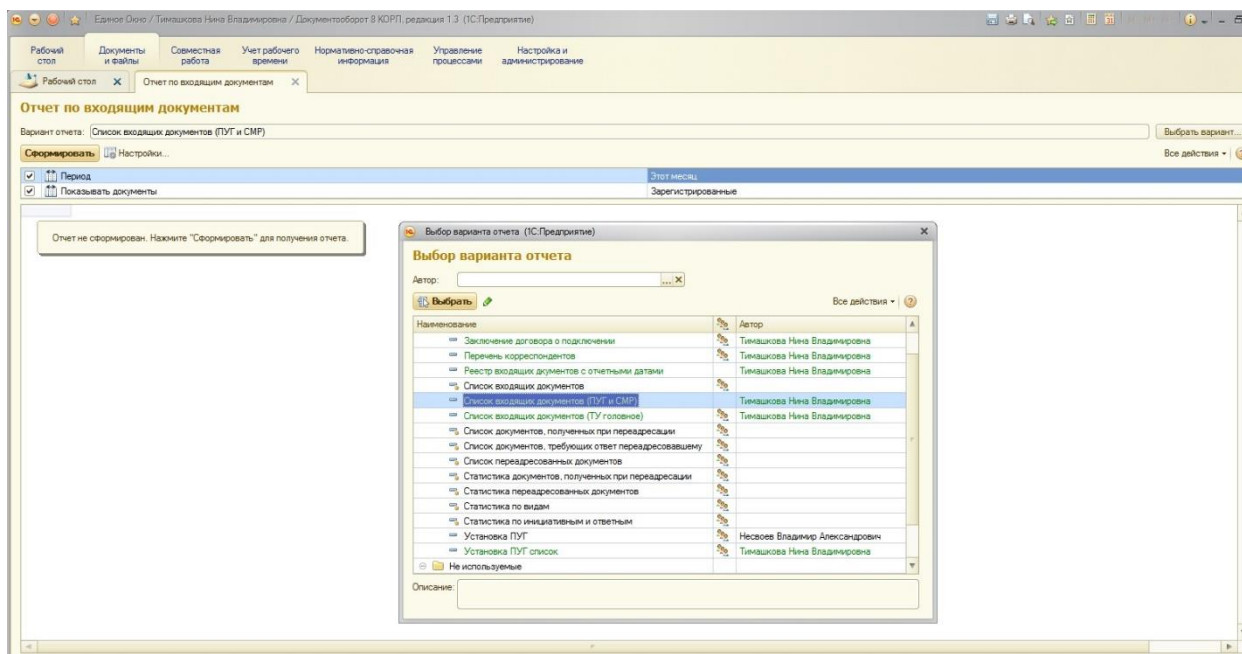 Единое Окно / Тимашкова Нина Владимировна / Документооборот 8 КОРП, редакция 1.3 (1С:Предприятие)
Рабочий стол
Документы и файлы
Совместная работа
Учет рабочего времени
Нормативно-справочная информация
Управление процессами
Настройка и администрирование
Рабочий стол
Отчет по входящим документам
Отчет по входящим документам
Вариант отчета: Список входящих документов (ПУГ и СМР) Выбрать вариант...
Сформировать Настройки... Все действия
Период Этот месяц
Показывать документы Зарегистрированные
Отчет не сформирован. Нажмите "Сформировать" для получения отчета.
Выбор варианта отчета (1С:Предприятие)
Выбор варианта отчета
Автор:
Выбрать Все действия
Наименование Автор
Заключение договора о подключении Тимашкова Нина Владимировна
Перечень корреспондентов Тимашкова Нина Владимировна
Реестр входящих дкументов с отчетными датами Тимашкова Нина Владимировна
Список входящих документов
Список входящих документов (ПУГ и СМР) Тимашкова Нина Владимировна
Список входящих документов (ТУ головное) Тимашкова Нина Владимировна
Список документов, полученных при переадресации
Список документов, требующих ответ переадресовавшему
Список переадресованных документов
Статистика документов, полученных при переадресации
Статистика переадресованных документов
Статистика по видам
Статистика по инициативным и ответным
Установка ПУГ Несвоев Владимир Александрович
Установка ПУГ список Тимашкова Нина Владимировна
Не используемые
Описание: